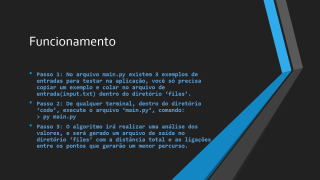 Funcionamento
• Passo 1: No arquivo main.py existem 3 exemplos de
entradas para testar na aplicação, você só precisa
copiar um exemplo e colar no arquivo de
entrada(input.txt) dentro do diretório ‘files’.
• Passo 2: De qualquer terminal, dentro do diretório
‘code’, execute o arquivo ‘main.py’, comando:
> py main.py
• Passo 3: O algoritmo irá realizar uma análise dos
valores, e será gerado um arquivo de saída no
diretório ‘files’ com a distância total e as ligações
entre os pontos que gerarão um menor percurso.